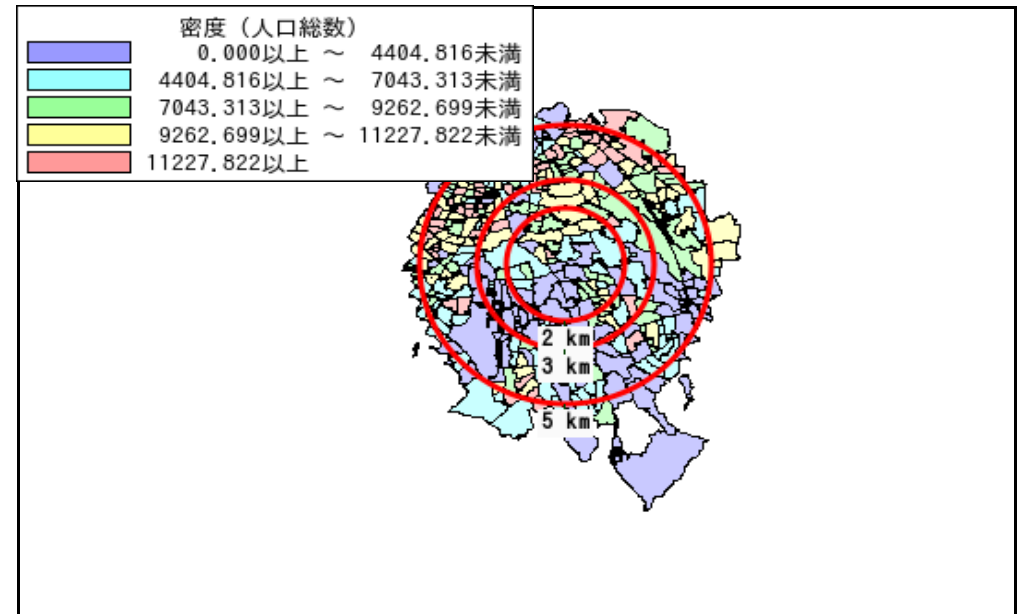 密度（人口総数）
0.000以上 ～ 4404.816未満
4404.816以上 ～ 7043.313未満
7043.313以上 ～ 9262.699未満
9262.699以上 ～ 11227.822未満
11227.822以上
2 km
3 km
5 km